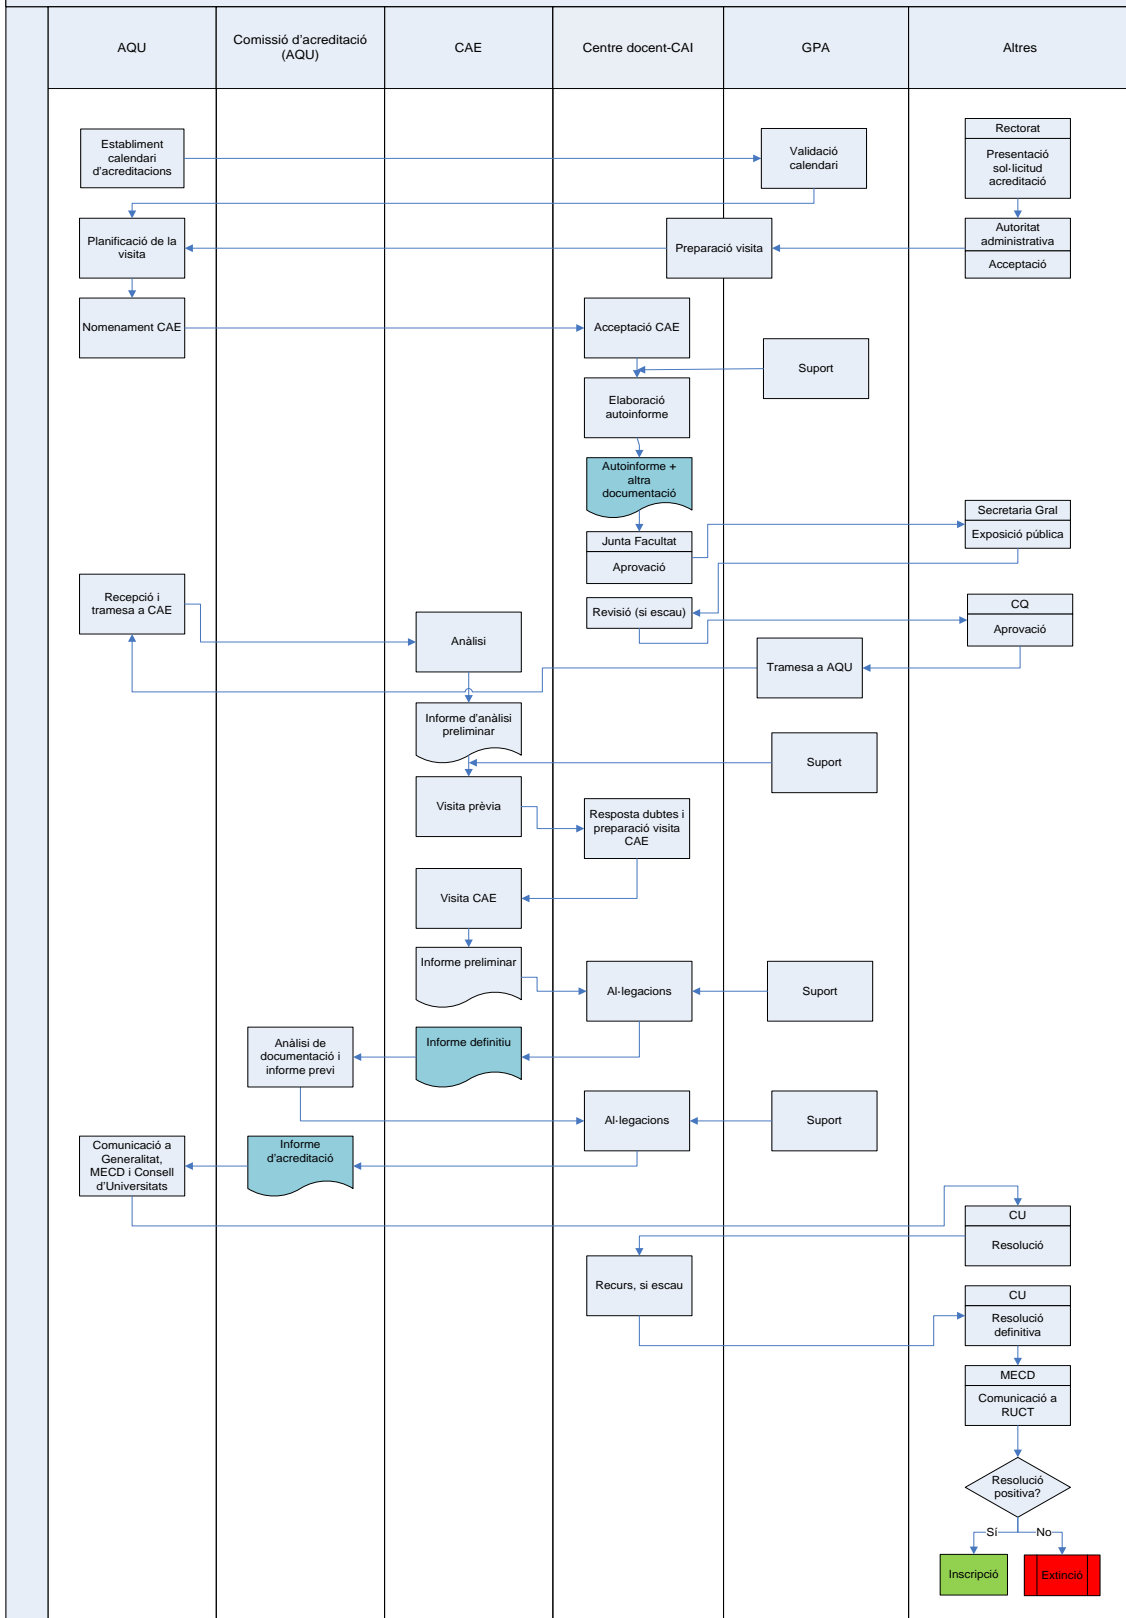 AQU
Comissió d'acreditació
(AQU)
CAE
Centre docent-CAI
GPA
Altres
Establiment
calendari
d'acreditacions
Validació
calendari
Rectorat
Presentació
sol·licitud
acreditació
Planificació de la
visita
Preparació visita
Autoritat
administrativa
Acceptació
Nomenament CAE
Acceptació CAE
Suport
Elaboració
autoinforme
Autoinforme +
altra
documentació
Secretaria Gral
Exposició pública
Junta Facultat
Aprovació
Recepció i
tramesa a CAE
Revisió (si escau)
CQ
Aprovació
Anàlisi
Tramesa a AQU
Informe d'anàlisi
preliminar
Suport
Visita prèvia
Resposta dubtes i
preparació visita
CAE
Visita CAE
Informe preliminar
Al·legacions
Suport
Anàlisi de
documentació i
informe previ
Informe definitiu
Al·legacions
Suport
Comunicació a
Generalitat,
MECD i Consell
d'Universitats
Informe
d'acreditació
CU
Resolució
Recurs, si escau
CU
Resolució
definitiva
MECD
Comunicació a
RUCT
Resolució
positiva?
Sí
No
Inscripció
Extinció